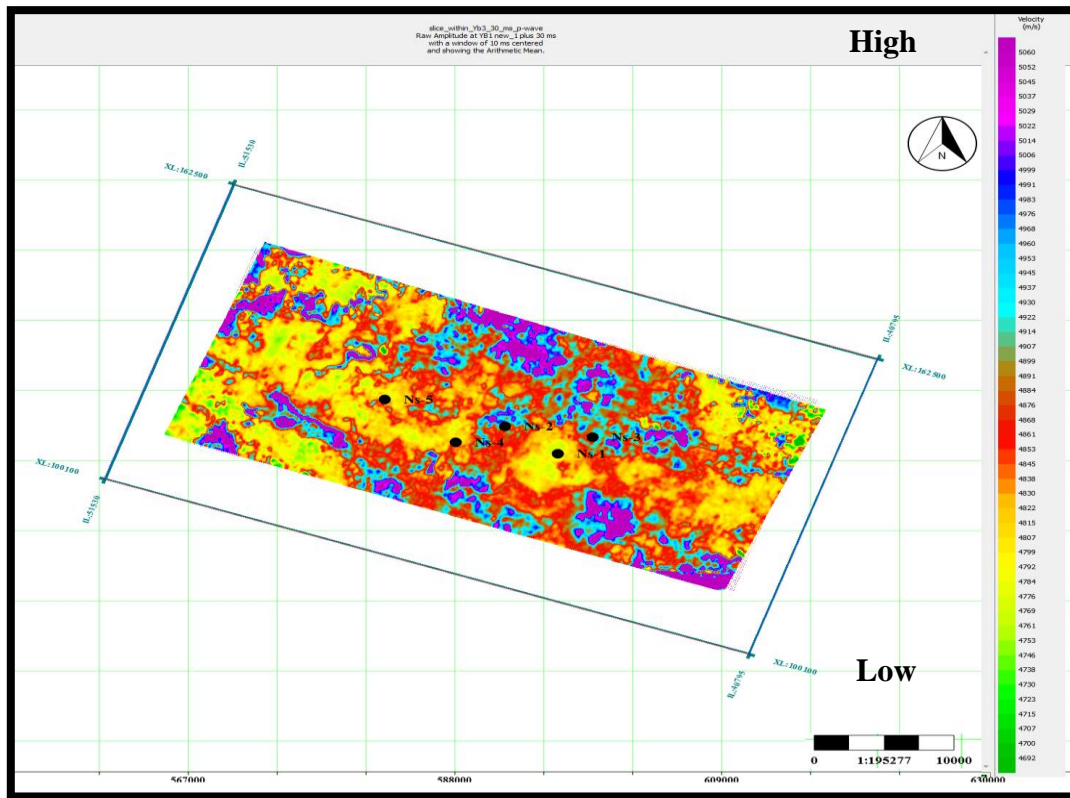 slice_within_Yb3_30_ms_p-wave
Raw Amplitude at YB1 new_1 plus 30 ms
with a window of 10 ms centered
and showing the Arithmetic Mean.
High
Velocity
(m/s)
5060
5052
5045
5037
5029
5022
5014
5006
4999
4991
4983
4976
4968
4960
4953
4945
4937
4930
4922
4914
4907
4899
4891
4884
4876
4868
4861
4853
4845
4838
4830
4822
4815
4807
4799
4792
4784
4776
4769
4761
4753
4746
4738
4730
4723
4715
4707
4700
4692
N
XL:162500
IL:53530
IL:40795
XL:162500
Ns-5
Ns-2
Ns-3
Ns-4
Ns-1
XL:100100
IL:53530
IL:40795
XL:100100
Low
0 1:195277 10000
567000 588000 609000 630000